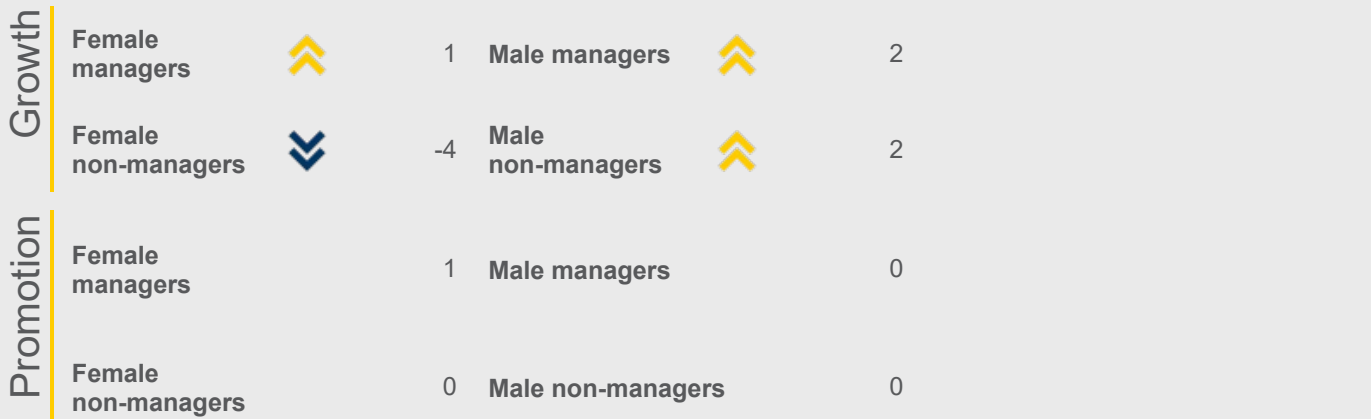 Growth
Female
managers
1
Male managers
2
Female
non-managers
-4
Male
non-managers
2
Promotion
Female
managers
1
Male managers
0
Female
non-managers
0
Male non-managers
0